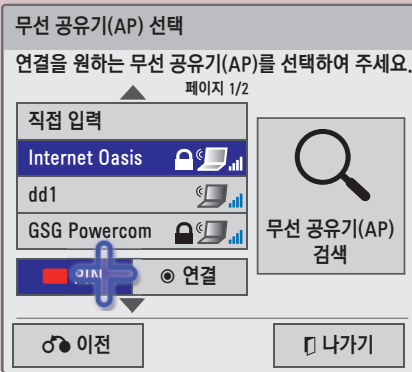 무선 공유기(AP) 선택
연결을 원하는 무선 공유기(AP)를 선택하여 주세요.
페이지 1/2
직접 입력
Internet Oasis
dd1
GSG Powercom
무선 공유기(AP)
검색
연결
이전
나가기